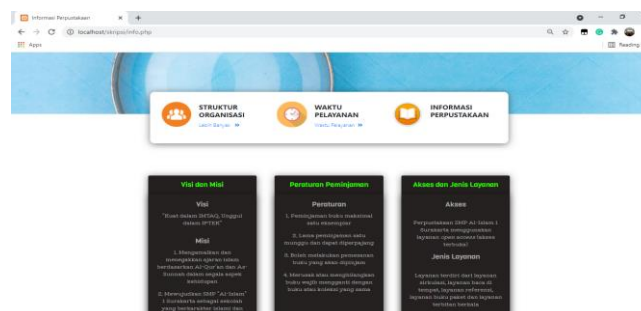 Informasi Perpustakaan
localhost/skripsi/info.php
Apps
Reading
STRUKTUR
ORGANISASI
WAKTU
PELAYANAN
Waktu Pelayanan
INFORMASI
PERPUSTAKAAN
Visi dan Misi
Visi
"Kuat dalam IMTAQ, Unggul
dalam IPTEK"
Misi
1. Mengamalkan dan
menegakkan ajaran islam
berdasarkan Al-Qur'an dan As-
Sunnah dalam segala aspek
kehidupan
2. Mewujudkan SMP "Al-Islam"
1 Surakarta sebagai sekolah
yang berkarakter islami dan
Peraturan Peminjaman
Peraturan
1. Peminjaman buku maksimal
satu eksemplar
2. Lama peminjaman satu
minggu dan dapat diperpajang
3. Boleh melakukan pemesanan
buku yang akan dipinjam
4. Merusak atau menghilangkan
buku wajib mengganti dengan
buku atau koleksi yang sama
Akses dan Jenis Layanan
Akses
Perpustakaan SMP Al-Islam 1
Surakarta menggunakan
layanan open access (akses
terbuka)
Jenis Layanan
Layanan terdiri dari layanan
sirkulasi, layanan baca di
tempat, layanan referensi,
layanan buku paket dan layanan
terbitan berkala